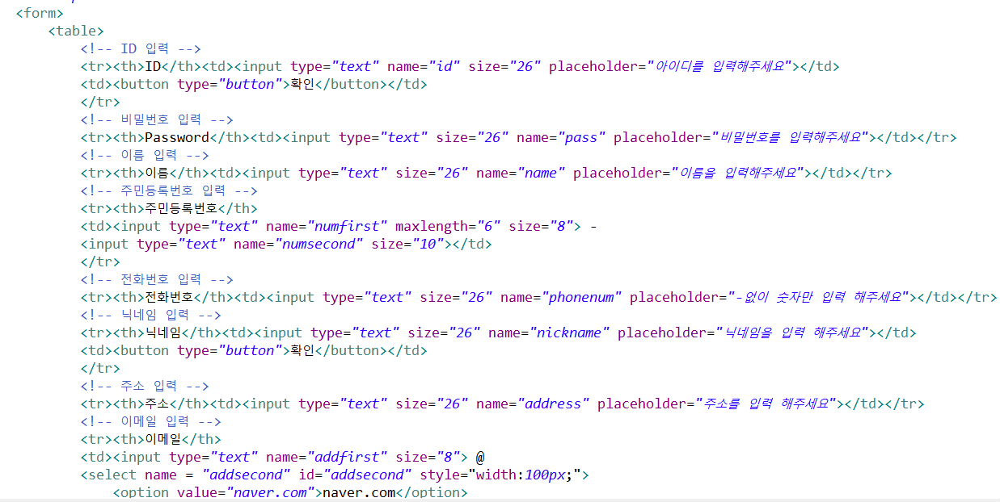 <form>
<table>
<!-- ID 입력 -->
<tr><th>ID</th><td><input type="text" name="id" size="26" placeholder="아이디를 입력해주세요"></td>
<td><button type="button">확인</button></td>
</tr>
<!-- 비밀번호 입력 -->
<tr><th>Password</th><td><input type="text" size="26" name="pass" placeholder="비밀번호를 입력해주세요"></td></tr>
<!-- 이름 입력 -->
<tr><th>이름</th><td><input type="text" size="26" name="name" placeholder="이름을 입력해주세요"></td></tr>
<!-- 주민등록번호 입력 -->
<tr><th>주민등록번호</th>
<td><input type="text" name="numfirst" maxlength="6" size="8"> -
<input type="text" name="numsecond" size="10"></td>
</tr>
<!-- 전화번호 입력 -->
<tr><th>전화번호</th><td><input type="text" size="26" name="phonenum" placeholder="-없이 숫자만 입력 해주세요"></td></tr>
<!-- 닉네임 입력 -->
<tr><th>닉네임</th><td><input type="text" size="26" name="nickname" placeholder="닉네임을 입력 해주세요"></td>
<td><button type="button">확인</button></td>
</tr>
<!-- 주소 입력 -->
<tr><th>주소</th><td><input type="text" size="26" name="address" placeholder="주소를 입력 해주세요"></td></tr>
<!-- 이메일 입력 -->
<tr><th>이메일</th>
<td><input type="text" name="addfirst" size="8"> @
<select name = "addsecond" id="addsecond" style="width:100px;">
<option value="naver.com">naver.com</option>